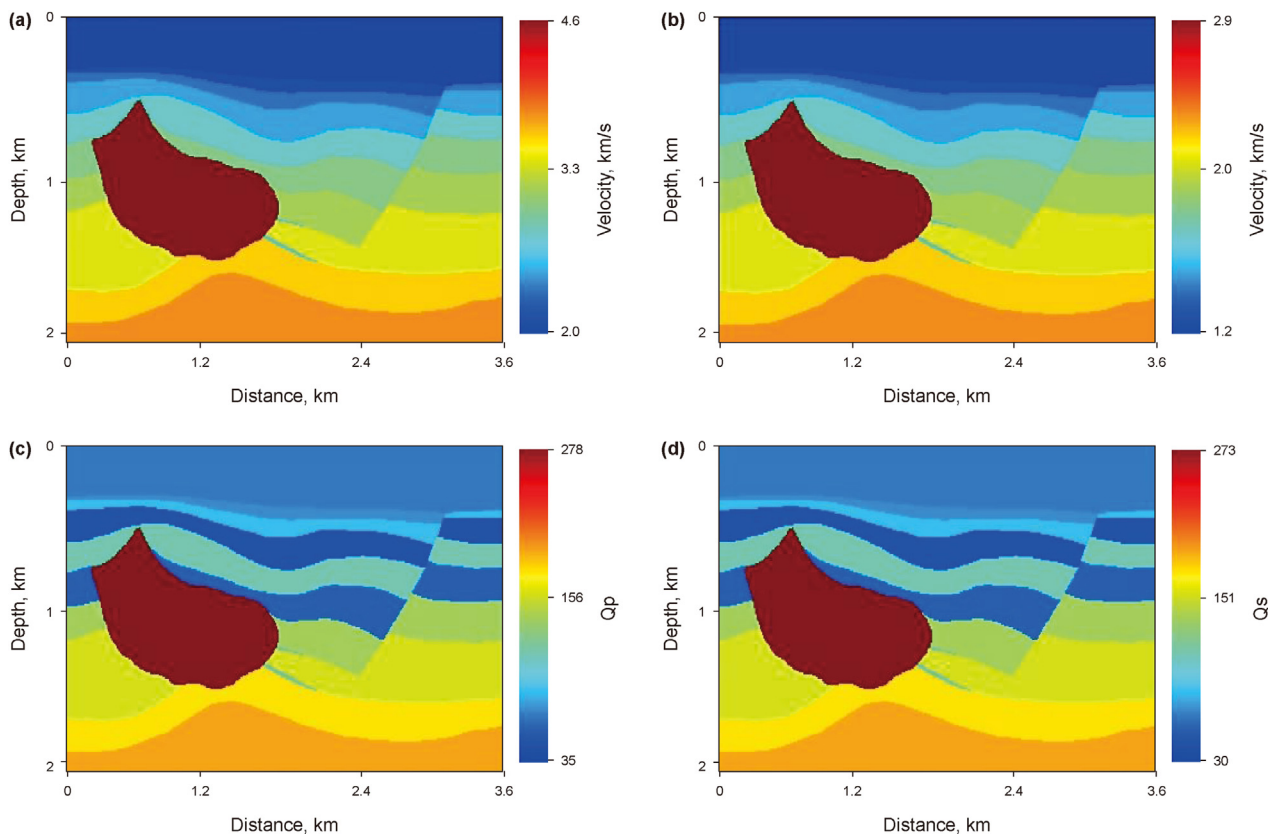 (a)
0
1
2
Depth, km
0
1.2
2.4
3.6
Distance, km
4.6
3.3
2.0
Velocity, km/s
(b)
0
1
2
Depth, km
0
1.2
2.4
3.6
Distance, km
2.9
2.0
1.2
Velocity, km/s
(c)
0
1
2
Depth, km
0
1.2
2.4
3.6
Distance, km
278
156
35
Qp
(d)
0
1
2
Depth, km
0
1.2
2.4
3.6
Distance, km
273
151
30
Qs